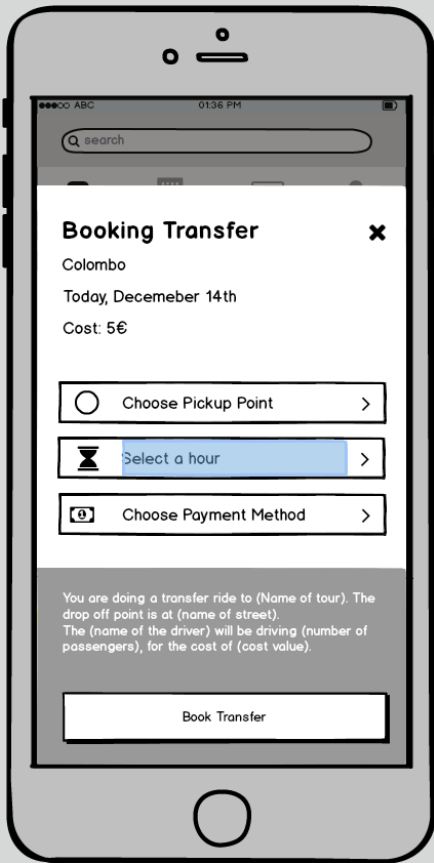 ABC
01:36 PM
search
Booking Transfer
Colombo
Today, Decemeber 14th
Cost: 5€
Choose Pickup Point
Select a hour
Choose Payment Method
You are doing a transfer ride to (Name of tour). The
drop off point is at (name of street).
The (name of the driver) will be driving (number of
passengers), for the cost of (cost value).
Book Transfer